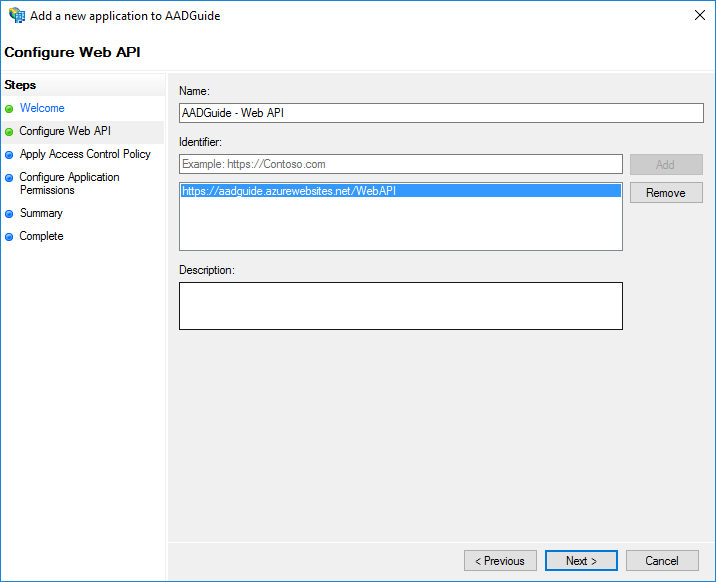 Add a new application to AADGuide
Configure Web API
Steps
Welcome
Configure Web API
Apply Access Control Policy
Configure Application
Permissions
Summary
Complete
Name:
AADGuide - Web API
Identifier:
Example: https://Contoso.com
Add
https://aadguide.azurewebsites.net/WebAPI
Remove
Description:
< Previous
Next >
Cancel